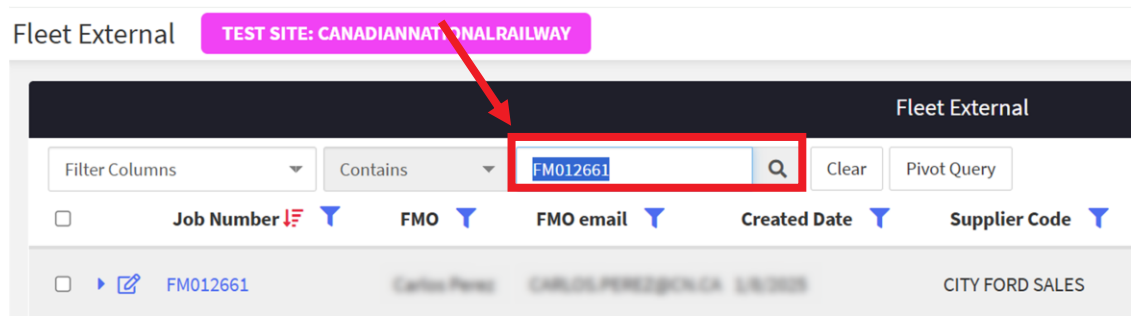 Fleet External TEST SITE: CANADIANNATIONALRAILWAY
Fleet External
Filter Columns Contains FM012661 Clear Pivot Query
Job Number FMO FMO email Created Date Supplier Code
FM012661 CITY FORD SALES